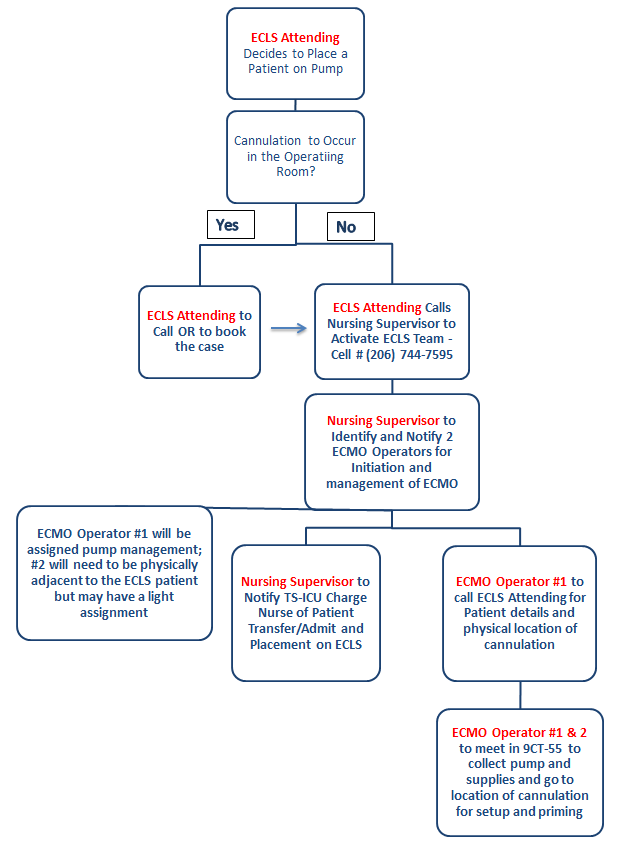 ECLS Attending
Decides to Place a
Patient on Pump
Cannulation to Occur
in the Operatiing
Room?
Yes
No
ECLS Attending to
Call OR to book
the case
ECLS Attending Calls
Nursing Supervisor to
Activate ECLS Team -
Cell # (206) 744-7595
Nursing Supervisor to
Identify and Notify 2
ECMO Operators for
Initiation and
management of ECMO
ECMO Operator #1 will be
assigned pump management;
#2 will need to be physically
adjacent to the ECLS patient
but may have a light
assignment
Nursing Supervisor to
Notify TS-ICU Charge
Nurse of Patient
Transfer/Admit and
Placement on ECLS
ECMO Operator #1 to
call ECLS Attending for
Patient details and
physical location of
cannulation
ECMO Operator #1 & 2
to meet in 9CT-55 to
collect pump and
supplies and go to
location of cannulation
for setup and priming